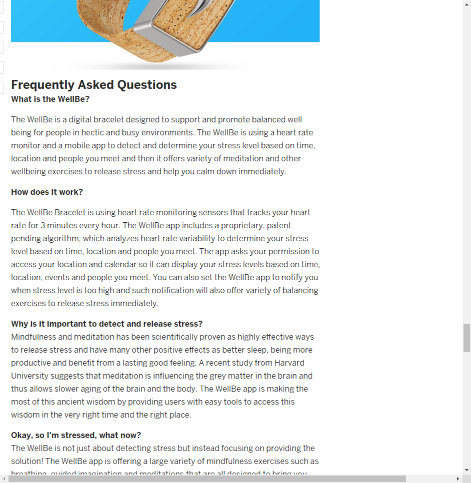 Frequently Asked Questions
What is the WellBe?
The WellBe is a digital bracelet designed to support and promote balanced well
being for people in hectic and busy environments. The WellBe is using a heart rate
monitor and a mobile app to detect and determine your stress level based on time,
location and people you meet and then it offers variety of meditation and other
wellbeing exercises to release stress and help you calm down immediately.
How does it work?
The WellBe Bracelet is using heart rate monitoring sensors that tracks your heart
rate for 3 minutes every hour. The WellBe app includes a proprietary, patent
pending algorithm, which analyzes heart rate variability to determine your stress
level based on time, location and people you meet. The app asks your permission to
access your location and calendar so it can display your stress levels based on time,
location, events and people you meet. You can also set the WellBe app to notify you
when stress level is too high and such notification will also offer variety of balancing
exercises to release stress immediately.
Why is it important to detect and release stress?
Mindfulness and meditation has been scientifically proven as highly effective ways
to release stress and have many other positive effects as better sleep, being more
productive and benefit from a lasting good feeling. A recent study from Harvard
University suggests that meditation is influencing the grey matter in the brain and
thus allows slower aging of the brain and the body. The WellBe app is making the
most of this ancient wisdom by providing users with easy tools to access this
wisdom in the very right time and the right place.
Okay, so I'm stressed, what now?
The WellBe is not just about detecting stress but instead focusing on providing the
solution! The WellBe app is offering a large variety of mindfulness exercises such as
breathing, guided imagination and meditations that are all designed to bring you